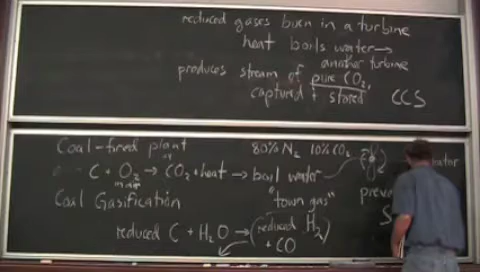 reduced gases burn in a turbine
heat boils water →
another turbine
produces stream of pure CO2,
captured + stored CCS
Coal-fired plant
80% N2 10% CO2
C + O2 → CO2 + heat → boil water
Coal Gasification
"town gas"
reduced C + H2O → (reduced H2
+ CO